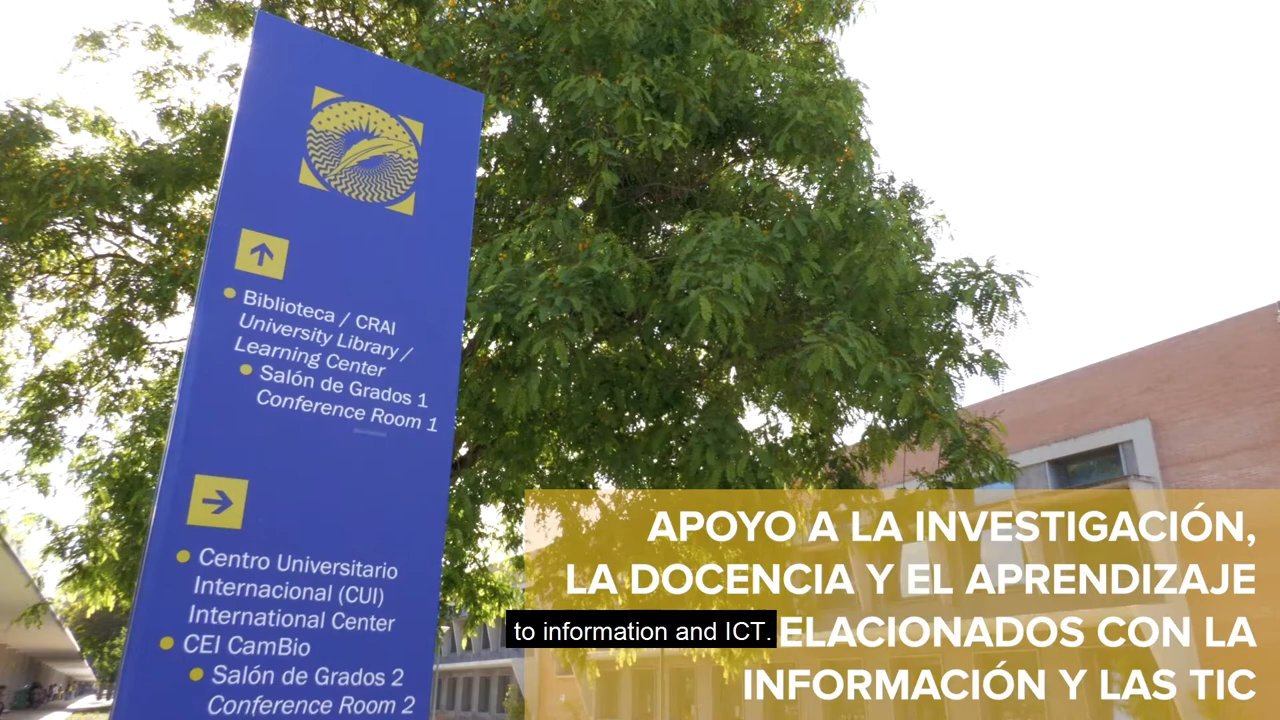 Biblioteca / CRAI
University Library /
Learning Center
Salón de Grados 1
Conference Room 1
Centro Universitario
Internacional (CUI)
International Center
CEI CamBio
Salón de Grados 2
Conference Room 2
APOYO A LA INVESTIGACIÓN,
LA DOCENCIA Y EL APRENDIZAJE
ELACIONADOS CON LA
INFORMACIÓN Y LAS TIC
to information and ICT.